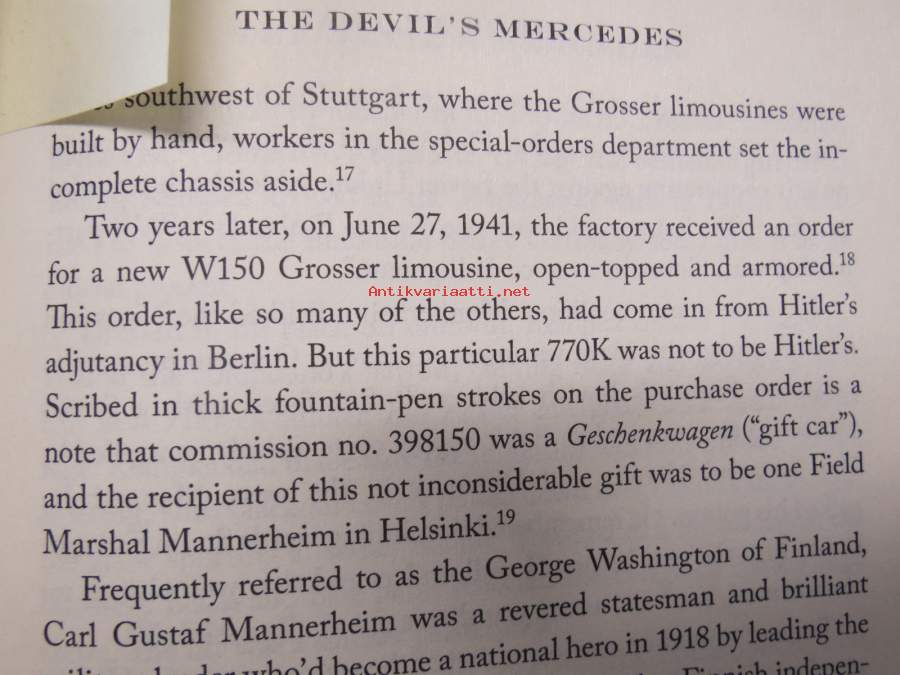 THE DEVIL'S MERCEDES
southwest of Stuttgart, where the Grosser limousines were
built by hand, workers in the special-orders department set the in-
complete chassis aside.17
Two years later, on June 27, 1941, the factory received an order
for a new W150 Grosser limousine, open-topped and armored.18
Antikvariaatti.net
This order, like so many of the others, had come in from Hitler's
adjutancy in Berlin. But this particular 770K was not to be Hitler's.
Scribed in thick fountain-pen strokes on the purchase order is a
note that commission no. 398150 was a Geschenkwagen (“gift car”),
and the recipient of this not inconsiderable gift was to be one Field
Marshal Mannerheim in Helsinki.19
Frequently referred to as the George Washington of Finland,
Carl Gustaf Mannerheim was a revered statesman and brilliant
who'd become a national hero in 1918 by leading the
Finnish indepen-